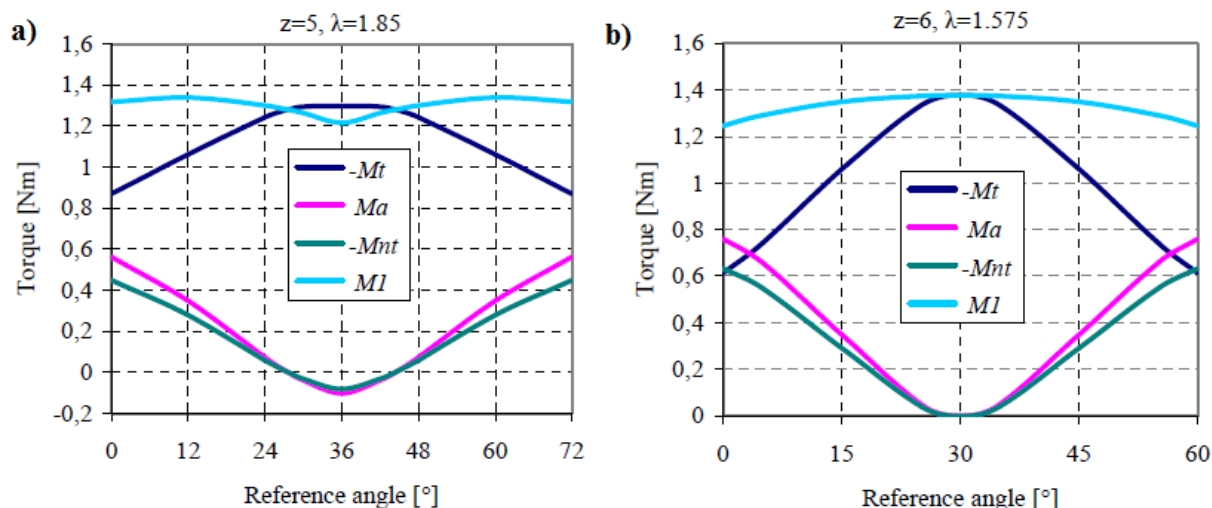 a)
z=5, λ=1.85
1,6
1,4
1,2
1
0,8
0,6
0,4
0,2
0
-0,2
Torque [Nm]
-Mt
Ma
-Mnt
M1
0 12 24 36 48 60 72
Reference angle [°]
b)
z=6, λ=1.575
1,6
1,4
1,2
1
0,8
0,6
0,4
0,2
0
Torque [Nm]
-Mt
Ma
-Mnt
M1
0 15 30 45 60
Reference angle [°]